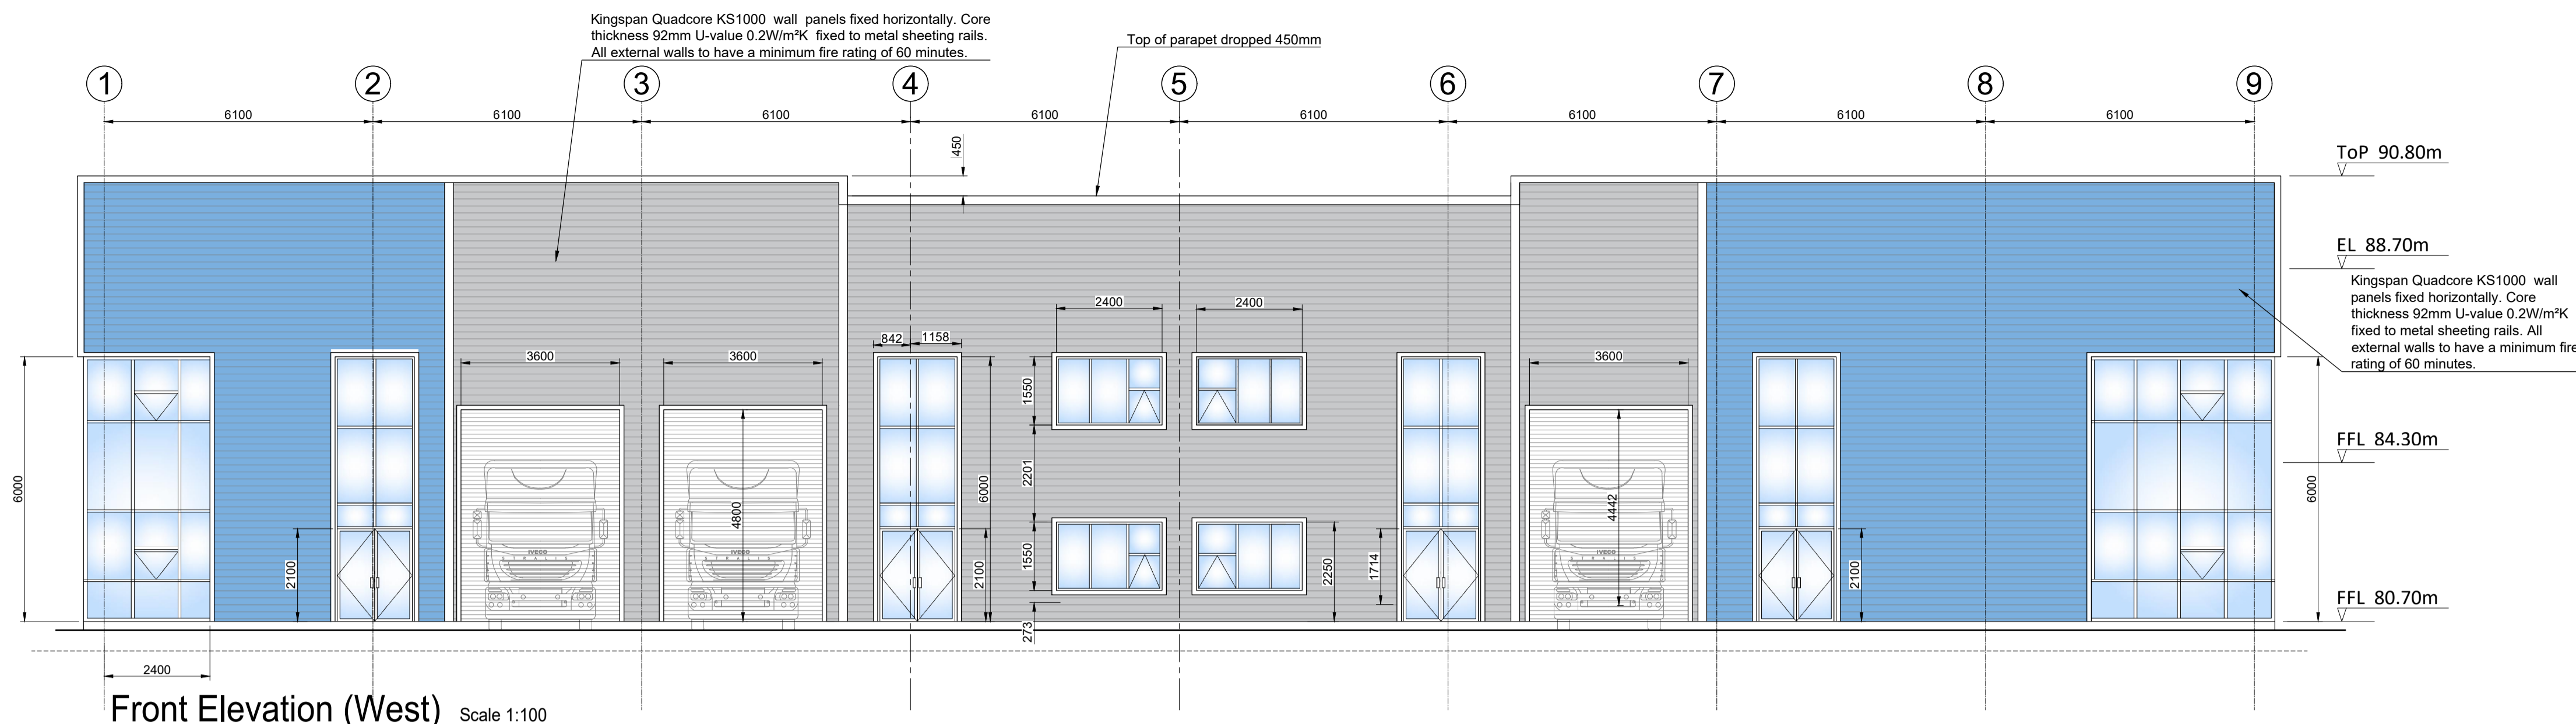 Kingspan Quadcore KS1000 wall panels fixed horizontally. Core
thickness 92mm U-value 0.2W/m²K fixed to metal sheeting rails.
All external walls to have a minimum fire rating of 60 minutes.
Top of parapet dropped 450mm
1 2 3 4 5 6 7 8 9
6100 6100 6100 6100 6100 6100 6100 6100
450
ToP 90.80m
EL 88.70m
Kingspan Quadcore KS1000 wall
panels fixed horizontally. Core
thickness 92mm U-value 0.2W/m²K
fixed to metal sheeting rails. All
external walls to have a minimum fire
rating of 60 minutes.
2400 2400
842 1158
3600 3600 3600
1550
2201
1550
273
6000
6000
6000
4800
4442
2100
2100
2100
2250
1714
IVECO IVECO IVECO
FFL 84.30m
FFL 80.70m
2400
Front Elevation (West) Scale 1:100